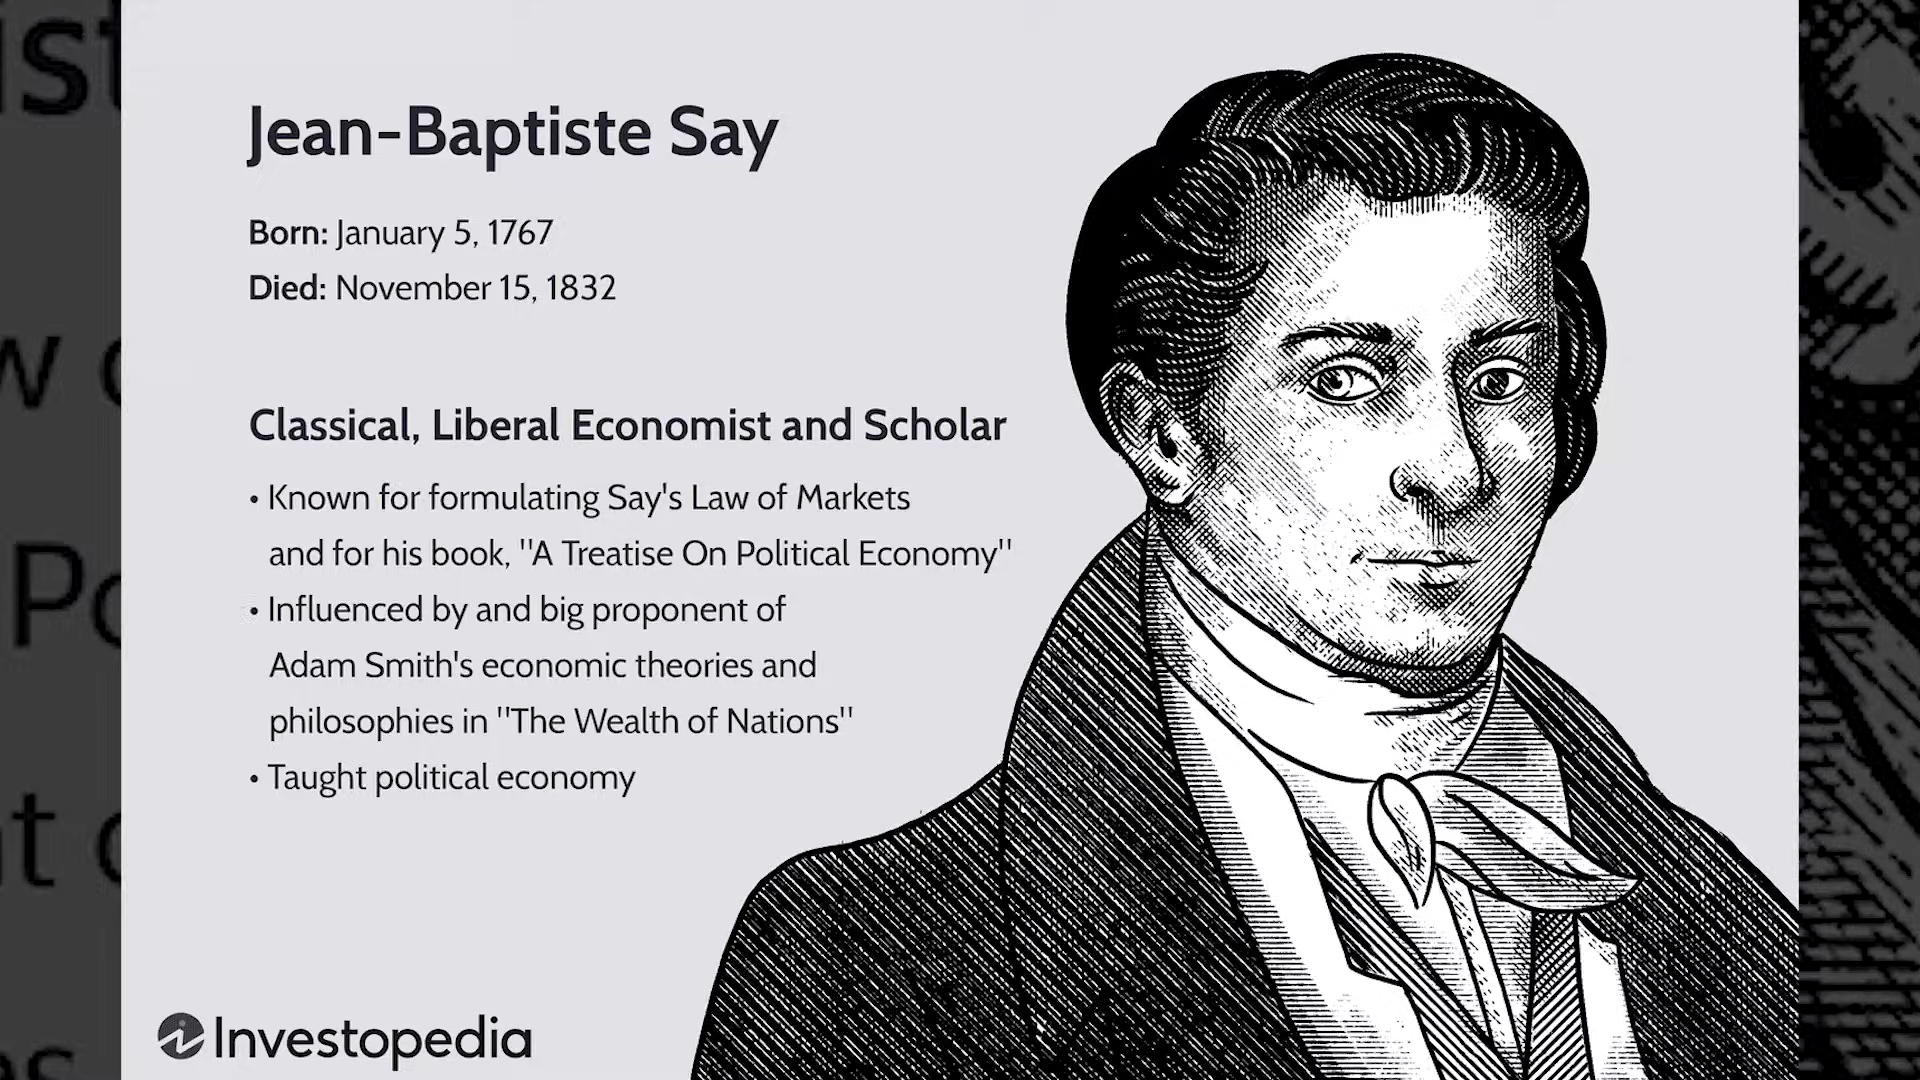 Jean-Baptiste Say
Born: January 5, 1767
Died: November 15, 1832
Classical, Liberal Economist and Scholar
• Known for formulating Say's Law of Markets
and for his book, "A Treatise On Political Economy"
• Influenced by and big proponent of
Adam Smith's economic theories and
philosophies in "The Wealth of Nations"
• Taught political economy
Investopedia